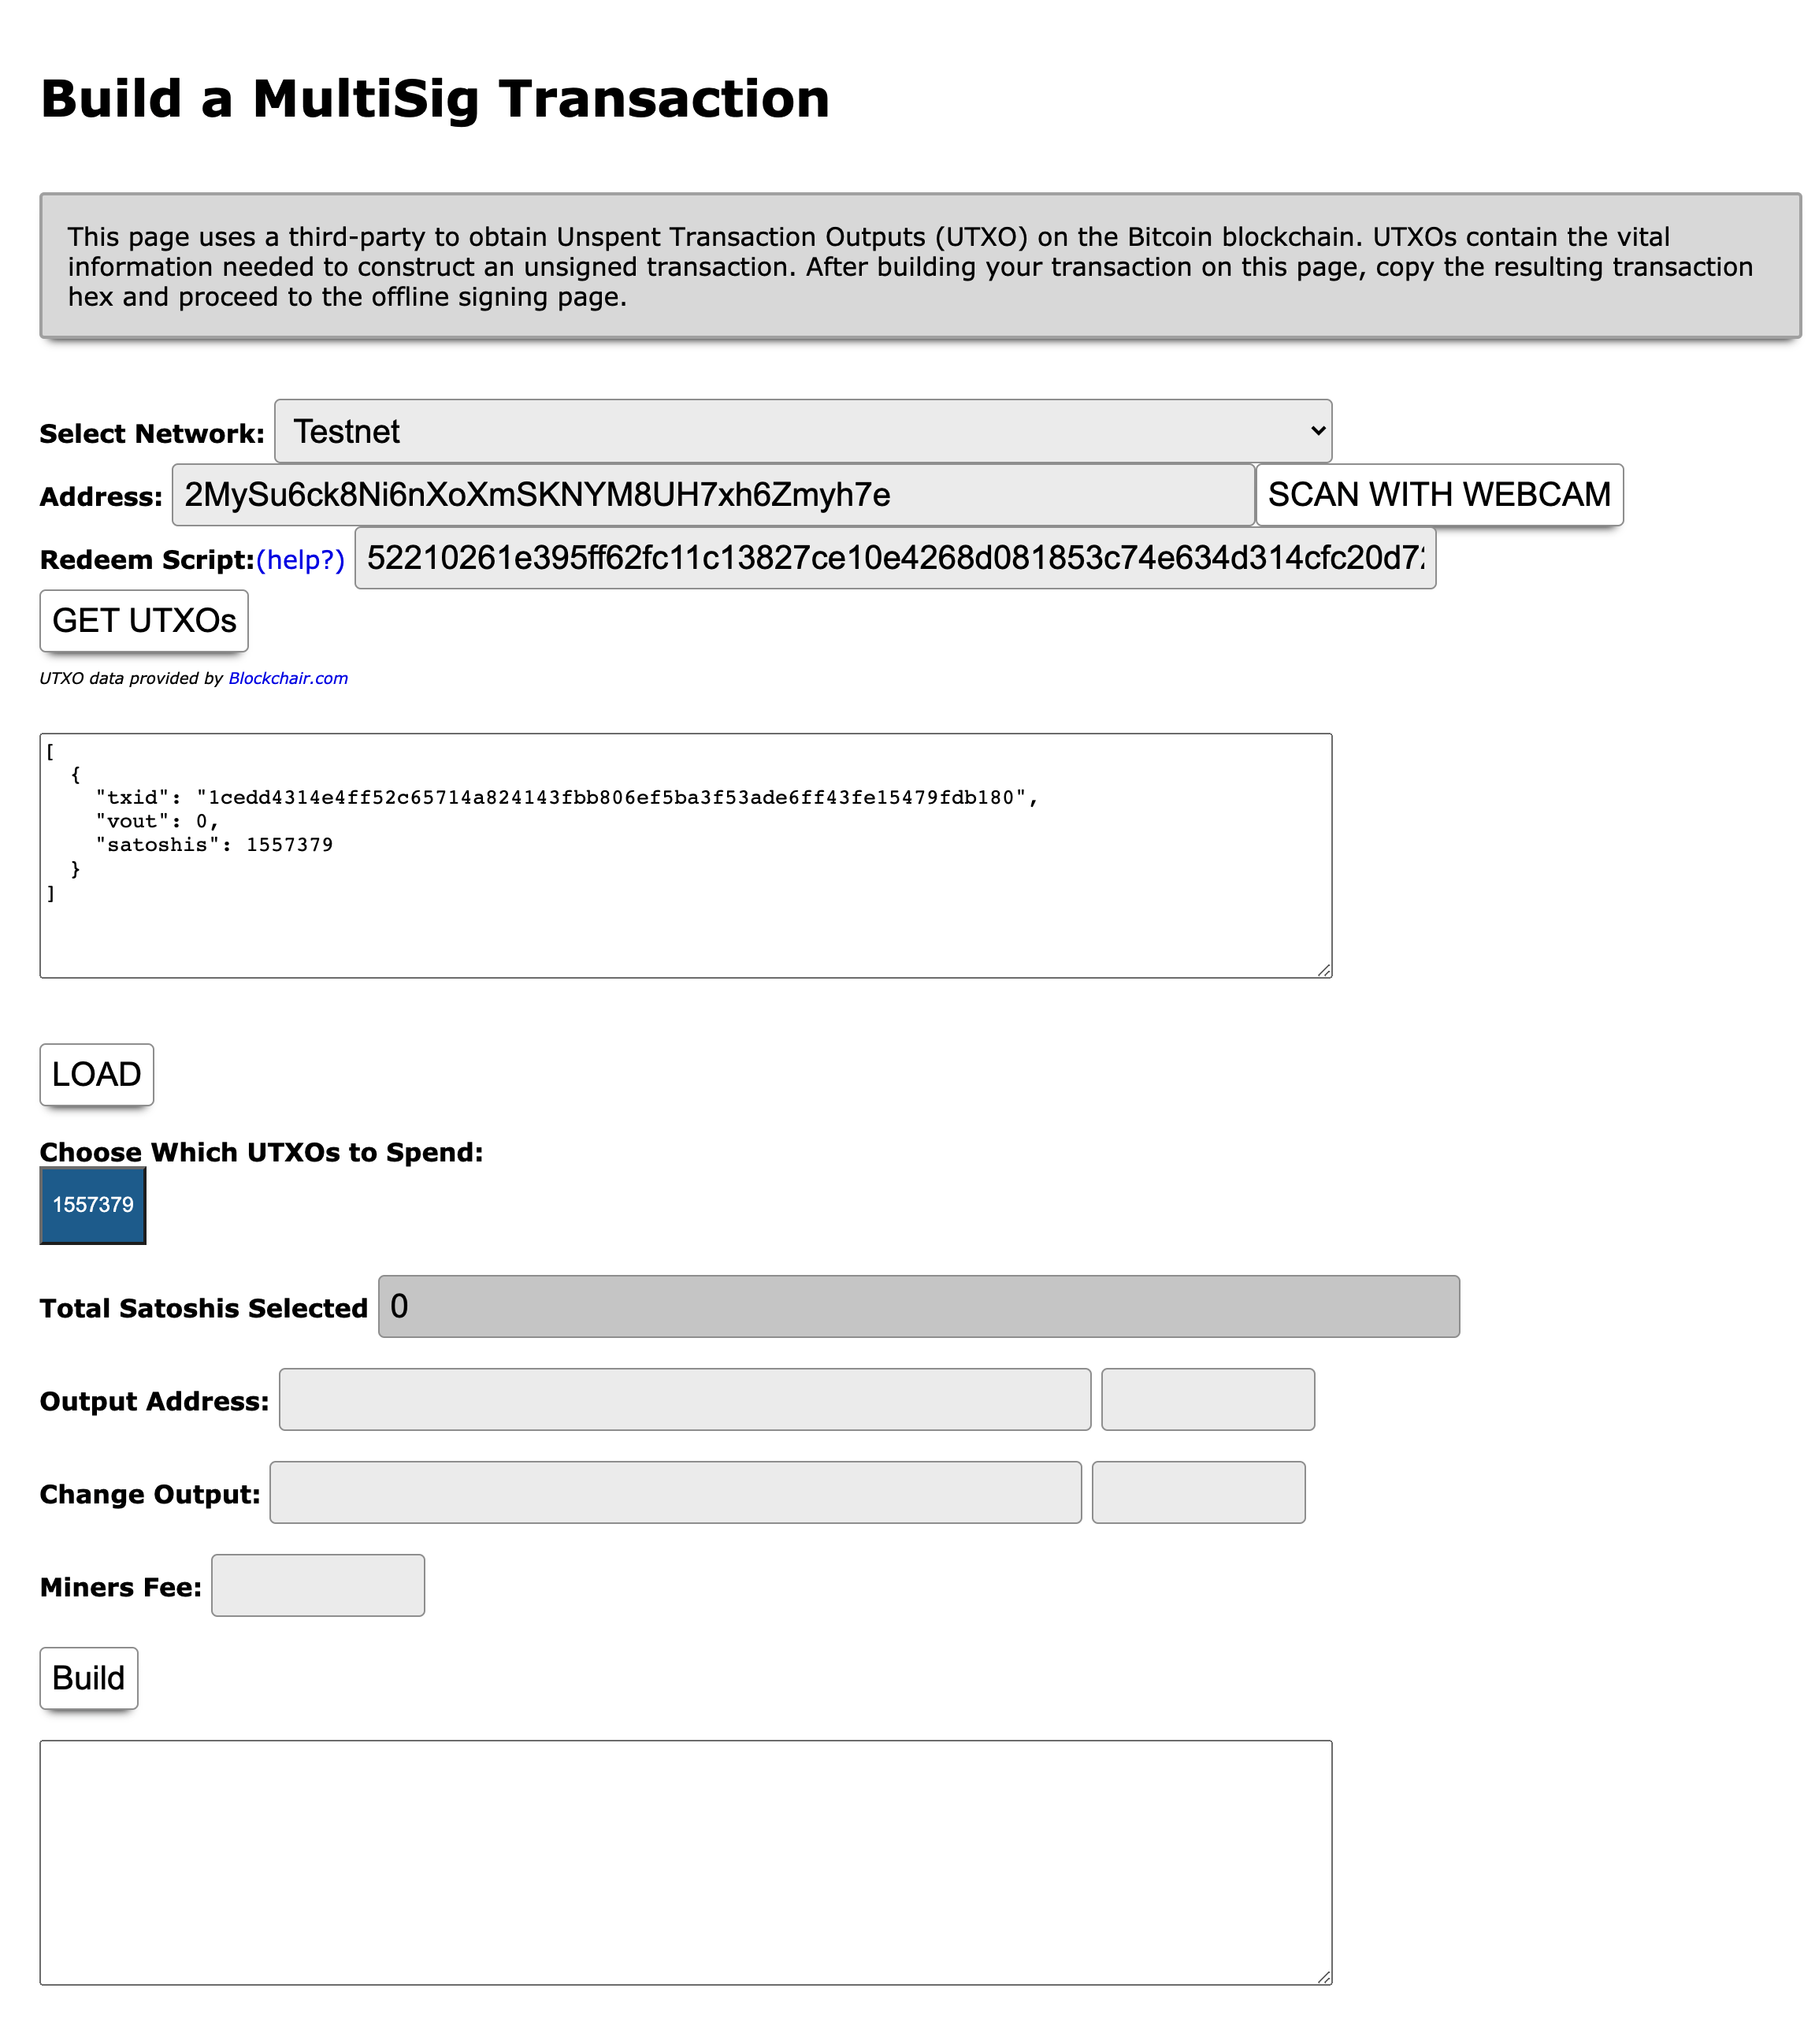 Build a MultiSig Transaction
This page uses a third-party to obtain Unspent Transaction Outputs (UTXO) on the Bitcoin blockchain. UTXOs contain the vital
information needed to construct an unsigned transaction. After building your transaction on this page, copy the resulting transaction
hex and proceed to the offline signing page.
Select Network: Testnet
Address: 2MySu6ck8Ni6nXoXmSKNYM8UH7xh6Zmyh7e SCAN WITH WEBCAM
Redeem Script:(help?) 52210261e395ff62fc11c13827ce10e4268d081853c74e634d314cfc20d7
GET UTXOs
UTXO data provided by Blockchair.com
[
{
"txid": "1cedd4314e4ff52c65714a824143fbb806ef5ba3f53ade6ff43fe15479fdb180",
"vout": 0,
"satoshis": 1557379
}
]
LOAD
Choose Which UTXOs to Spend:
1557379
Total Satoshis Selected 0
Output Address:
Change Output:
Miners Fee:
Build